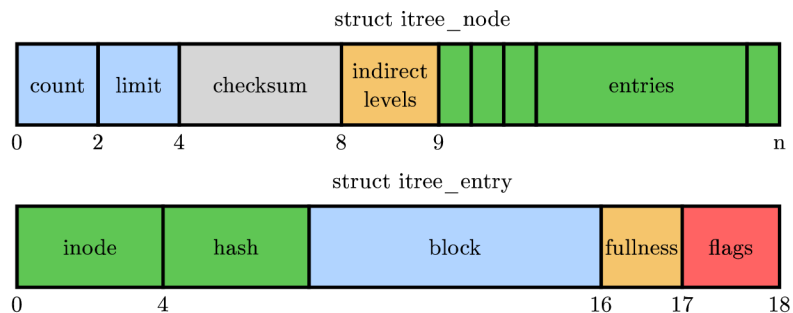 struct itree_node
count limit checksum indirect levels entries
0 2 4 8 9 n
struct itree_entry
inode hash block fullness flags
0 4 16 17 18